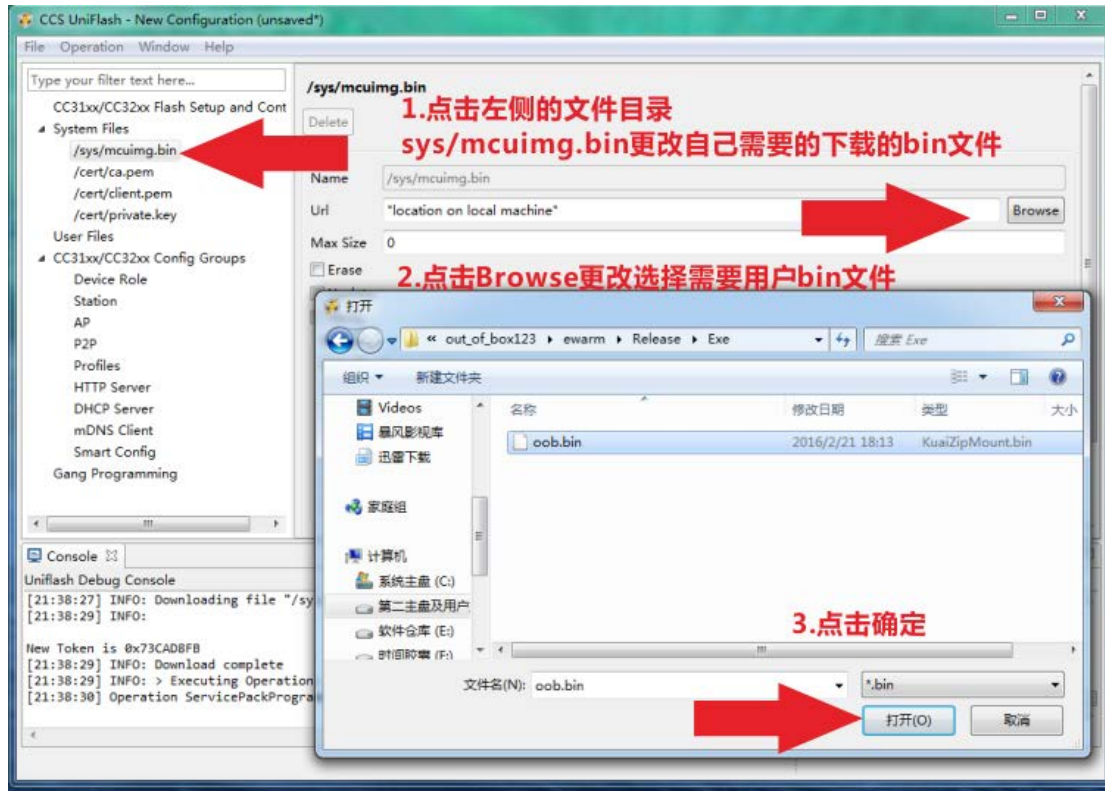 CCS UniFlash - New Configuration (unsaved*)
File Operation Window Help
Type your filter text here...
CC31xx/CC32xx Flash Setup and Cont
System Files
/sys/mcuimg.bin
/cert/ca.pem
/cert/client.pem
/cert/private.key
User Files
CC31xx/CC32xx Config Groups
Device Role
Station
AP
P2P
Profiles
HTTP Server
DHCP Server
mDNS Client
Smart Config
Gang Programming
/sys/mcuimg.bin
Delete
1.点击左侧的文件目录
sys/mcuimg.bin更改自己需要的下载的bin文件
Name /sys/mcuimg.bin
Url "location on local machine" Browse
Max Size 0
Erase
2.点击Browse更改选择需要用户bin文件
打开
« out_of_box123 ewarm Release Exe 搜索 Exe
组织 新建文件夹
Videos
暴风影视库
迅雷下载
家庭组
计算机
系统主盘 (C:)
第二主盘及用户
软件仓库 (E:)
时间胶囊 (F:)
名称 修改日期 类型 大小
oob.bin 2016/2/21 18:13 KuaiZipMount.bin
3.点击确定
文件名(N): oob.bin *.bin
打开(O) 取消
Console
Uniflash Debug Console
[21:38:27] INFO: Downloading file "/sy
[21:38:29] INFO:
New Token is 0x73CAD8FB
[21:38:29] INFO: Download complete
[21:38:29] INFO: > Executing Operation
[21:38:30] Operation ServicePackProgra